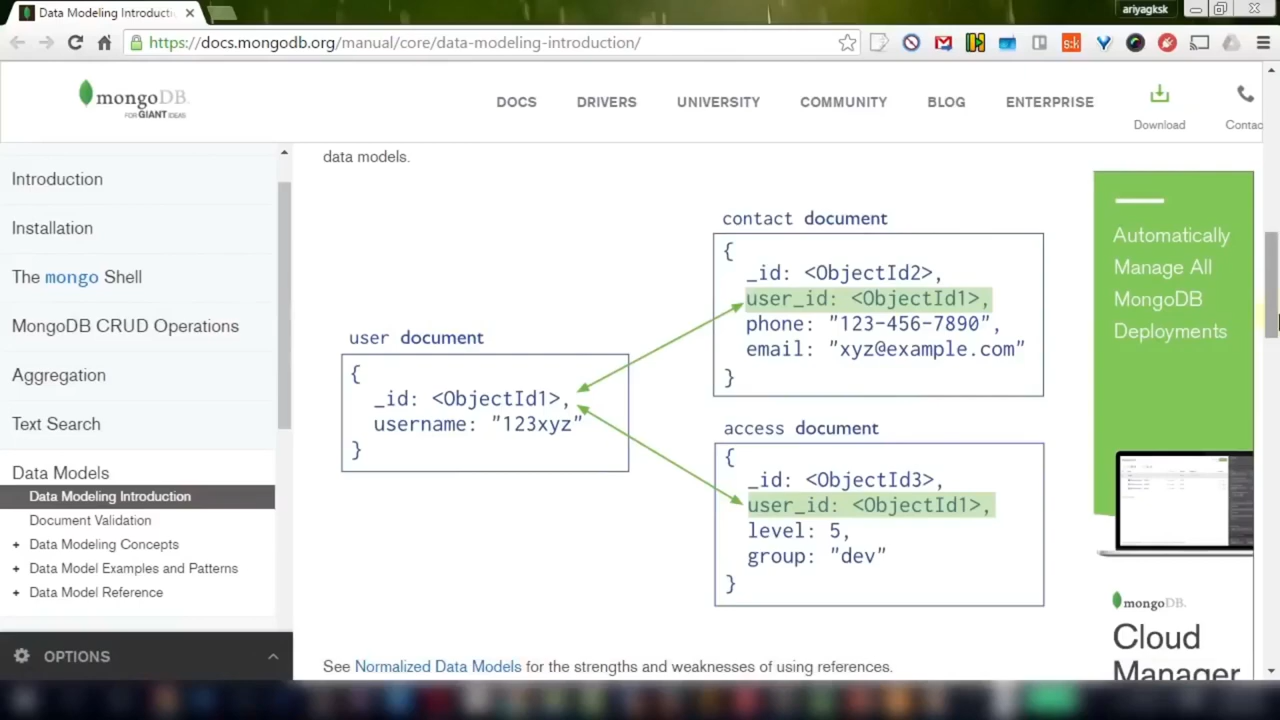 Data Modeling Introducti
ariyagksk
https://docs.mongodb.org/manual/core/data-modeling-introduction/
mongoDB.
FOR GIANT IDEAS
DOCS
DRIVERS
UNIVERSITY
COMMUNITY
BLOG
ENTERPRISE
Download
Contac
Introduction
Installation
The mongo Shell
MongoDB CRUD Operations
Aggregation
Text Search
Data Models
Data Modeling Introduction
Document Validation
+ Data Modeling Concepts
+ Data Model Examples and Patterns
+ Data Model Reference
OPTIONS
data models.
user document
{
_id: <ObjectId1>,
username: "123xyz"
}
contact document
{
_id: <ObjectId2>,
user_id: <ObjectId1>,
phone: "123-456-7890",
email: "xyz@example.com"
}
access document
{
_id: <ObjectId3>,
user_id: <ObjectId1>,
level: 5,
group: "dev"
}
See Normalized Data Models for the strengths and weaknesses of using references.
Automatically
Manage All
MongoDB
Deployments
mongoDB.
Cloud
Manager